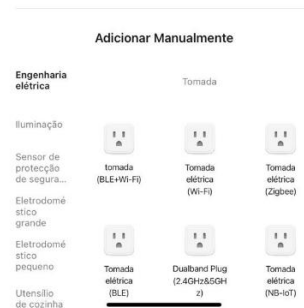 Adicionar Manualmente
Engenharia
elétrica
Iluminação
Sensor de
protecção
de segura...
Eletrodomé
stico
grande
Eletrodomé
stico
pequeno
Utensílio
de cozinha
Tomada
tomada
(BLE+Wi-Fi)
Tomada
elétrica
(Wi-Fi)
Tomada
elétrica
(Zigbee)
Tomada
elétrica
(BLE)
Dualband Plug
(2.4GHz&5GH
z)
Tomada
elétrica
(NB-IoT)